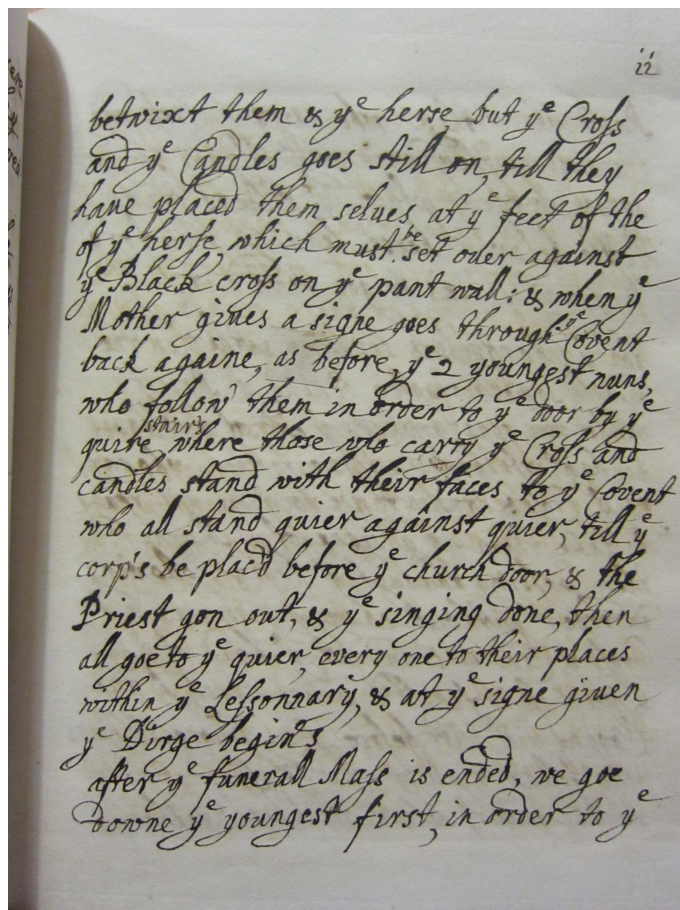 ii
betwixt them & yᵉ herse but yᵉ Cross
and yᵉ Candles goes still on, till they
have placed them selues at yᵉ feet of the
of yᵉ herse, which must be set ouer against
yᵉ Black cross on yᵉ pant wall: & when yᵉ
Mother giues a signe goes through yᵉ Covent
back againe, as before, yᵉ 2 youngest nuns,
who follow them in order to yᵉ door by yᵉ
quire stairs where those who carry yᵉ Cross and
candles stand with their faces to yᵉ Covent
who all stand quier against quier, till yᵉ
corp's be plac'd before yᵉ church door, & the
Priest gon out, & yᵉ singing done, then
all goe to yᵉ quier, every one to their places
within yᵉ Lessonnary, & at yᵉ signe giuen
yᵉ Dirge begin's
after yᵉ funerall Mass is ended, we goe
downe yᵉ youngest first, in order to yᵉ